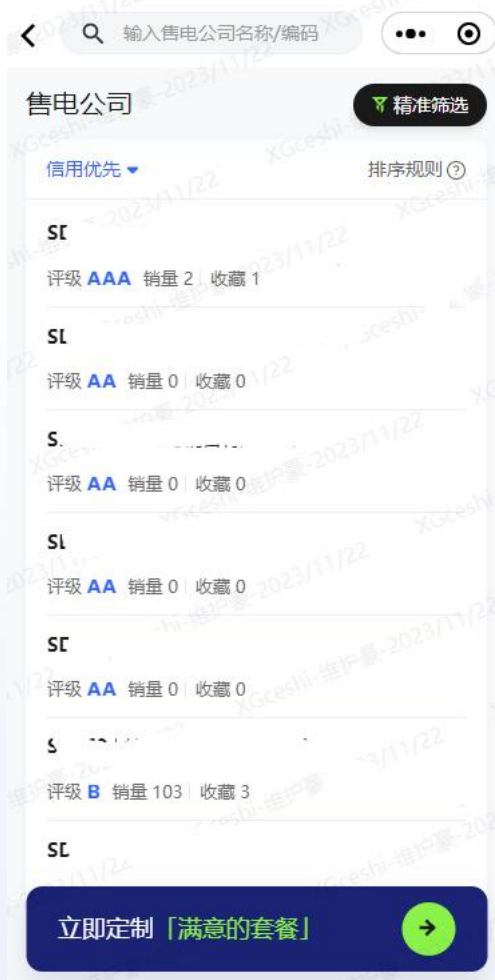 输入售电公司名称/编码
售电公司
精准筛选
信用优先
排序规则
评级 AAA 销量 2 收藏 1
评级 AA 销量 0 收藏 0
评级 AA 销量 0 收藏 0
评级 AA 销量 0 收藏 0
评级 AA 销量 0 收藏 0
评级 B 销量 103 收藏 3
立即定制「满意的套餐」